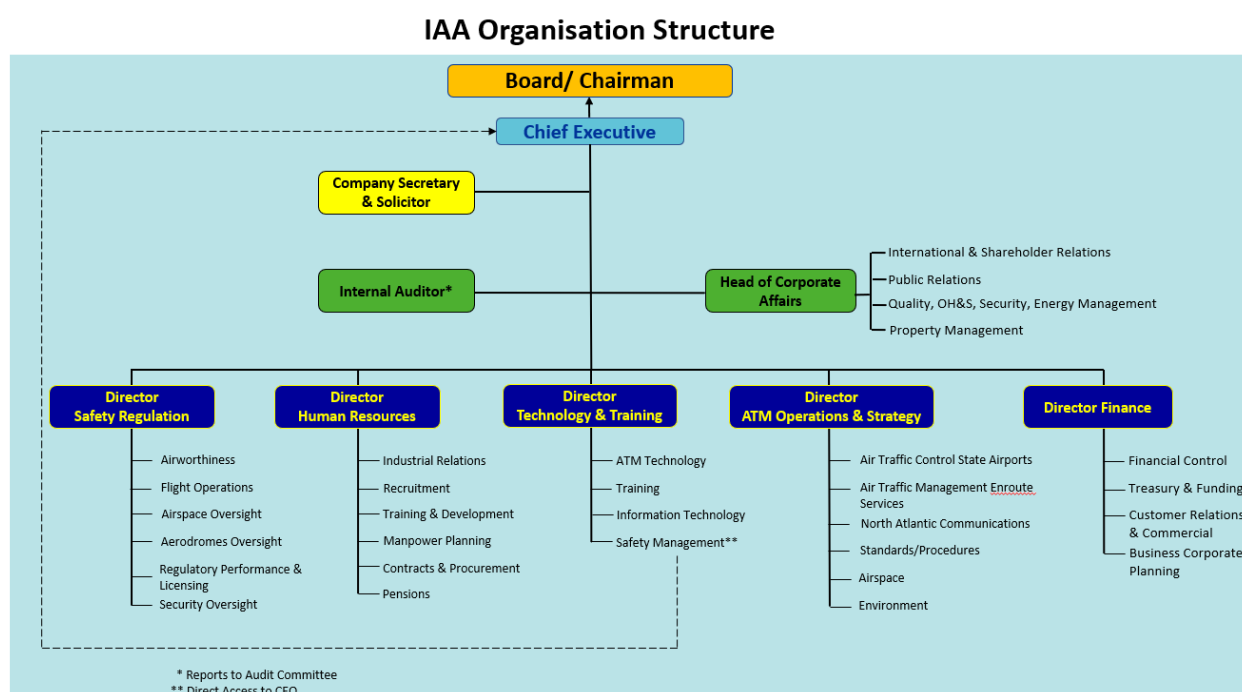 IAA Organisation Structure
Board/ Chairman
Chief Executive
Company Secretary
& Solicitor
Internal Auditor*
Head of Corporate
Affairs
International & Shareholder Relations
Public Relations
Quality, OH&S, Security, Energy Management
Property Management
Director
Safety Regulation
Airworthiness
Flight Operations
Airspace Oversight
Aerodromes Oversight
Regulatory Performance &
Licensing
Security Oversight
Director
Human Resources
Industrial Relations
Recruitment
Training & Development
Manpower Planning
Contracts & Procurement
Pensions
Director
Technology & Training
ATM Technology
Training
Information Technology
Safety Management**
Director
ATM Operations & Strategy
Air Traffic Control State Airports
Air Traffic Management Enroute
Services
North Atlantic Communications
Standards/Procedures
Airspace
Environment
Director Finance
Financial Control
Treasury & Funding
Customer Relations
& Commercial
Business Corporate
Planning
* Reports to Audit Committee
** Direct Access to CEO